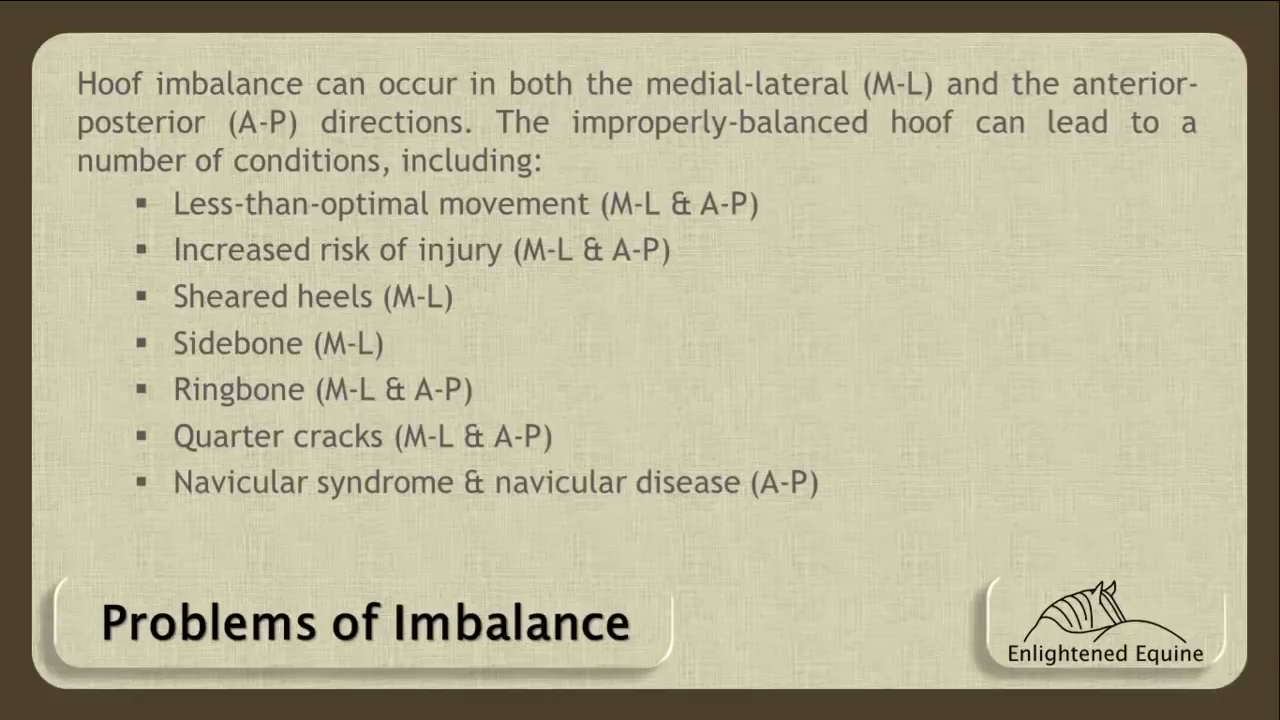 Hoof imbalance can occur in both the medial-lateral (M-L) and the anterior-
posterior (A-P) directions. The improperly-balanced hoof can lead to a
number of conditions, including:
▪ Less-than-optimal movement (M-L & A-P)
▪ Increased risk of injury (M-L & A-P)
▪ Sheared heels (M-L)
▪ Sidebone (M-L)
▪ Ringbone (M-L & A-P)
▪ Quarter cracks (M-L & A-P)
▪ Navicular syndrome & navicular disease (A-P)
Problems of Imbalance
Enlightened Equine